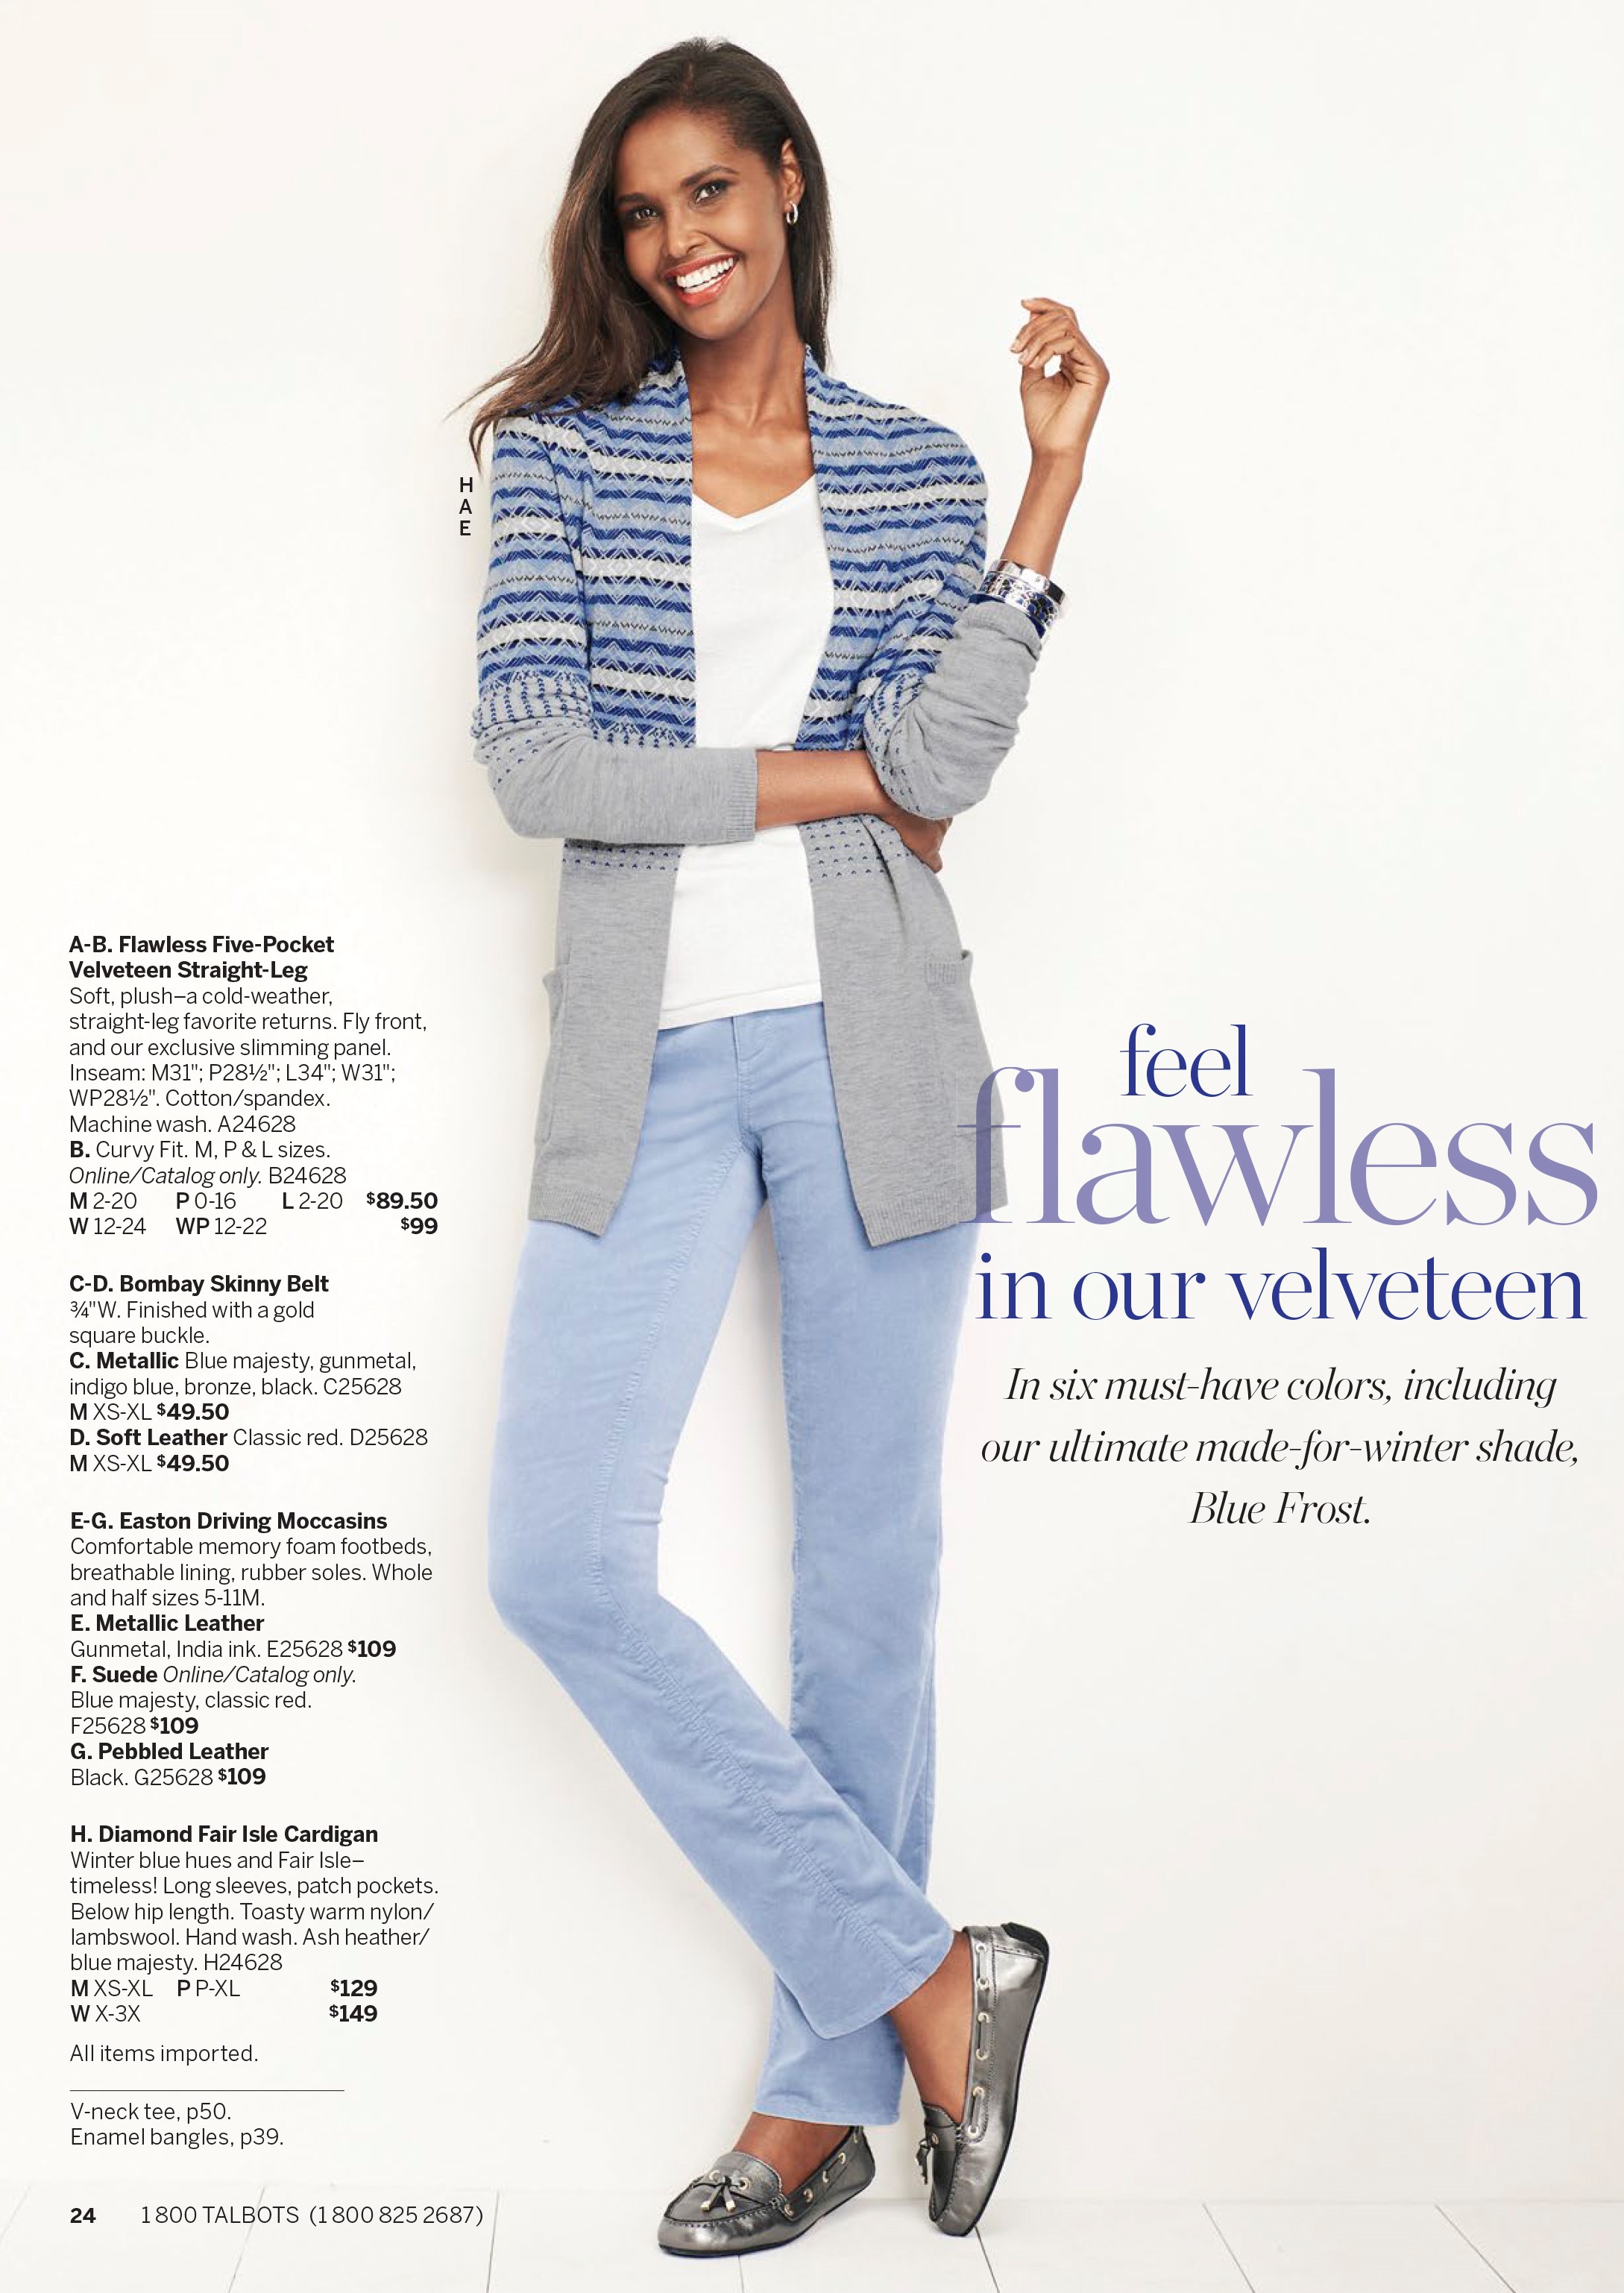 H
A
E
A-B. Flawless Five-Pocket
Velveteen Straight-Leg
Soft, plush–a cold-weather,
straight-leg favorite returns. Fly front,
and our exclusive slimming panel.
Inseam: M31"; P28½"; L34"; W31";
WP28½". Cotton/spandex.
Machine wash. A24628
B. Curvy Fit. M, P & L sizes.
Online/Catalog only. B24628
M 2-20 P 0-16 L 2-20 $89.50
W 12-24 WP 12-22 $99
C-D. Bombay Skinny Belt
¾"W. Finished with a gold
square buckle.
C. Metallic Blue majesty, gunmetal,
indigo blue, bronze, black. C25628
M XS-XL $49.50
D. Soft Leather Classic red. D25628
M XS-XL $49.50
E-G. Easton Driving Moccasins
Comfortable memory foam footbeds,
breathable lining, rubber soles. Whole
and half sizes 5-11M.
E. Metallic Leather
Gunmetal, India ink. E25628 $109
F. Suede Online/Catalog only.
Blue majesty, classic red.
F25628 $109
G. Pebbled Leather
Black. G25628 $109
H. Diamond Fair Isle Cardigan
Winter blue hues and Fair Isle–
timeless! Long sleeves, patch pockets.
Below hip length. Toasty warm nylon/
lambswool. Hand wash. Ash heather/
blue majesty. H24628
M XS-XL P P-XL $129
W X-3X $149
All items imported.
V-neck tee, p50.
Enamel bangles, p39.
24 1 800 TALBOTS (1 800 825 2687)
feel
flawless
in our velveteen
In six must-have colors, including
our ultimate made-for-winter shade,
Blue Frost.